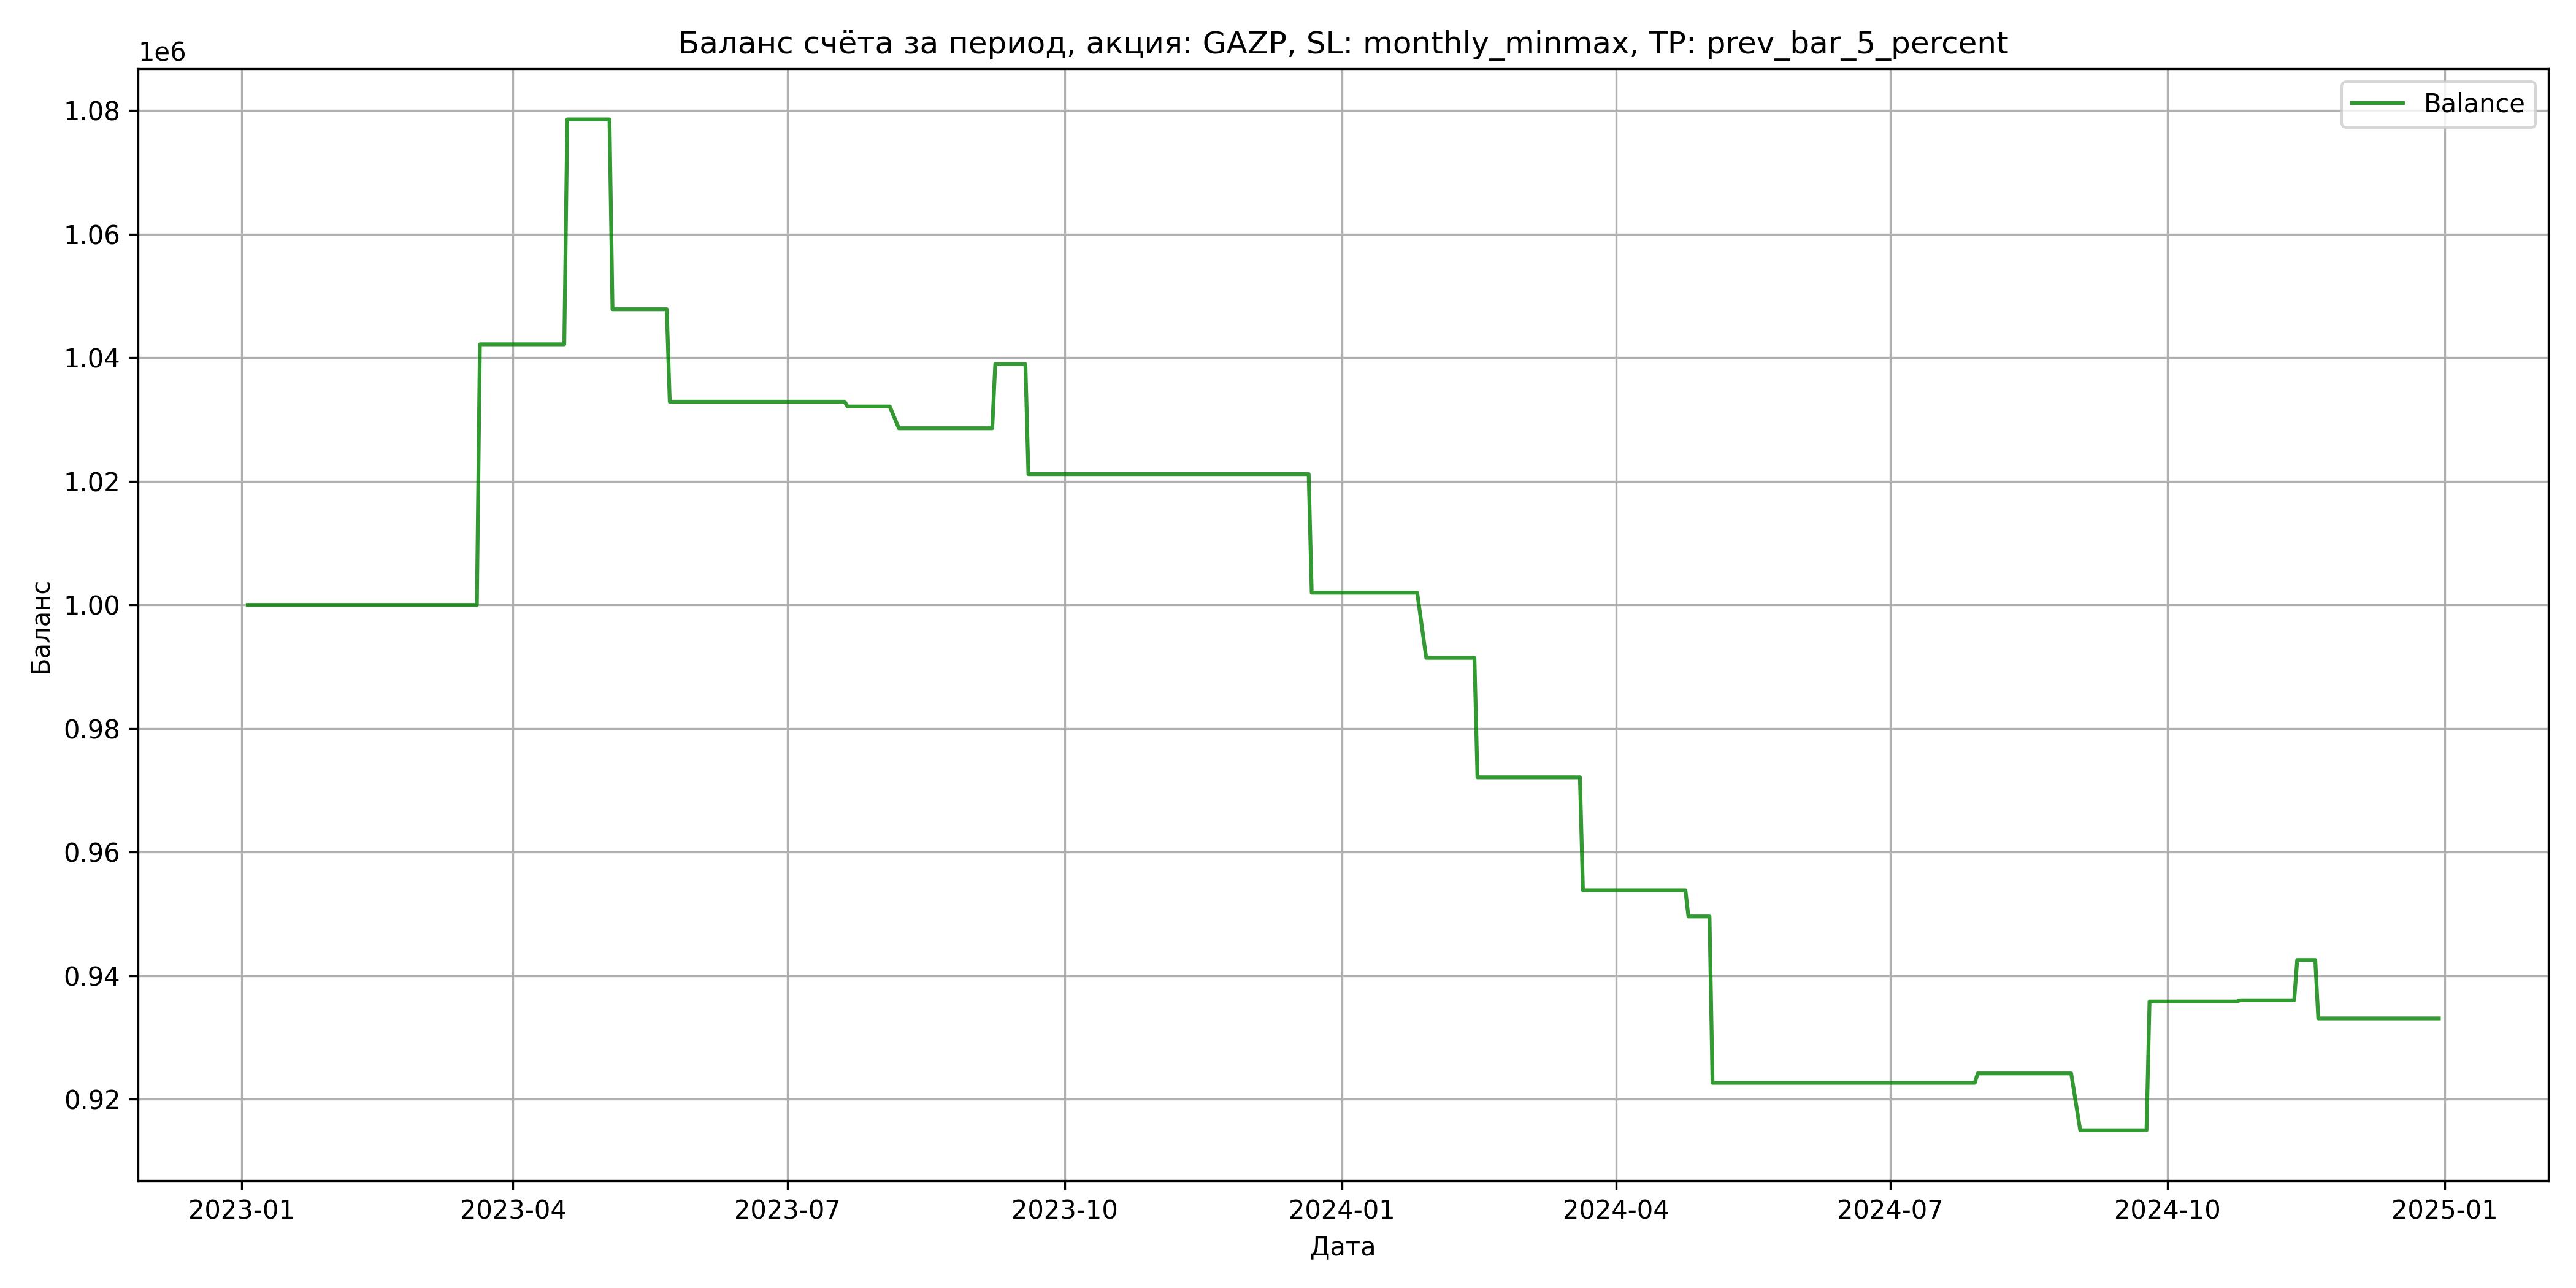 Баланс счёта за период, акция: GAZP, SL: monthly_minmax, TP: prev_bar_5_percent
1e6
Balance
1.08
1.06
1.04
1.02
1.00
0.98
0.96
0.94
0.92
Баланс
2023-01 2023-04 2023-07 2023-10 2024-01 2024-04 2024-07 2024-10 2025-01
Дата